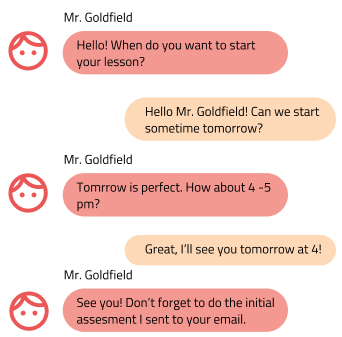 Mr. Goldfield
Hello! When do you want to start
your lesson?
Hello Mr. Goldfield! Can we start
sometime tomorrow?
Mr. Goldfield
Tomrrow is perfect. How about 4 -5
pm?
Great, I'll see you tomorrow at 4!
Mr. Goldfield
See you! Don't forget to do the initial
assesment I sent to your email.